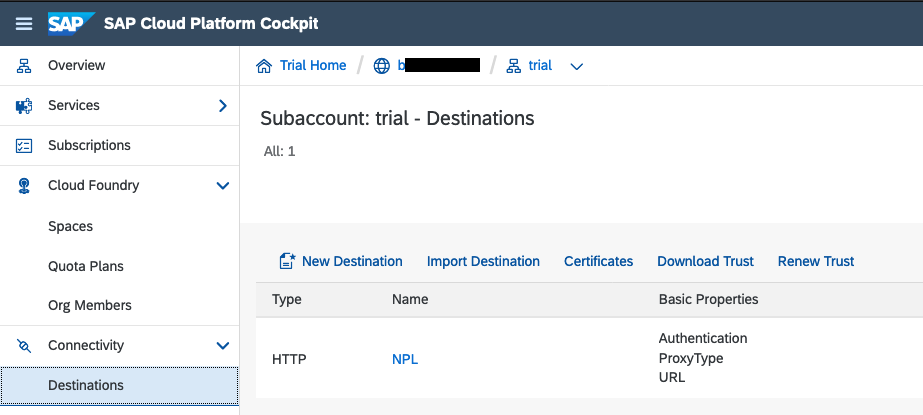 SAP SAP Cloud Platform Cockpit
Overview
Services
Subscriptions
Cloud Foundry
Spaces
Quota Plans
Org Members
Connectivity
Destinations
Trial Home / b / trial
Subaccount: trial - Destinations
All: 1
New Destination Import Destination Certificates Download Trust Renew Trust
Type Name Basic Properties
HTTP NPL Authentication
ProxyType
URL